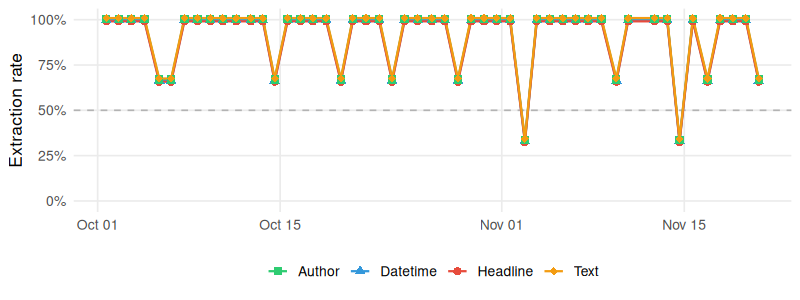 Extraction rate
100%
75%
50%
25%
0%
Oct 01 Oct 15 Nov 01 Nov 15
Author Datetime Headline Text